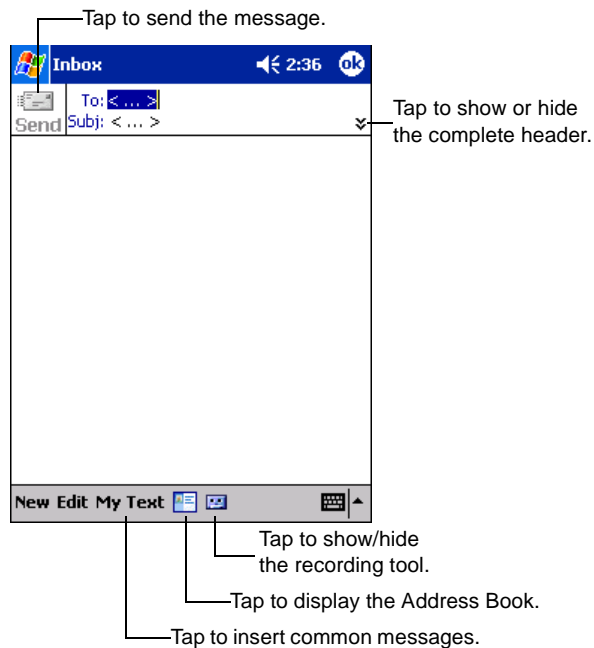 Tap to send the message.
Inbox 2:36 ok
To: < ... >
Send Subj: < ... >
Tap to show or hide
the complete header.
New Edit My Text
Tap to show/hide
the recording tool.
Tap to display the Address Book.
Tap to insert common messages.